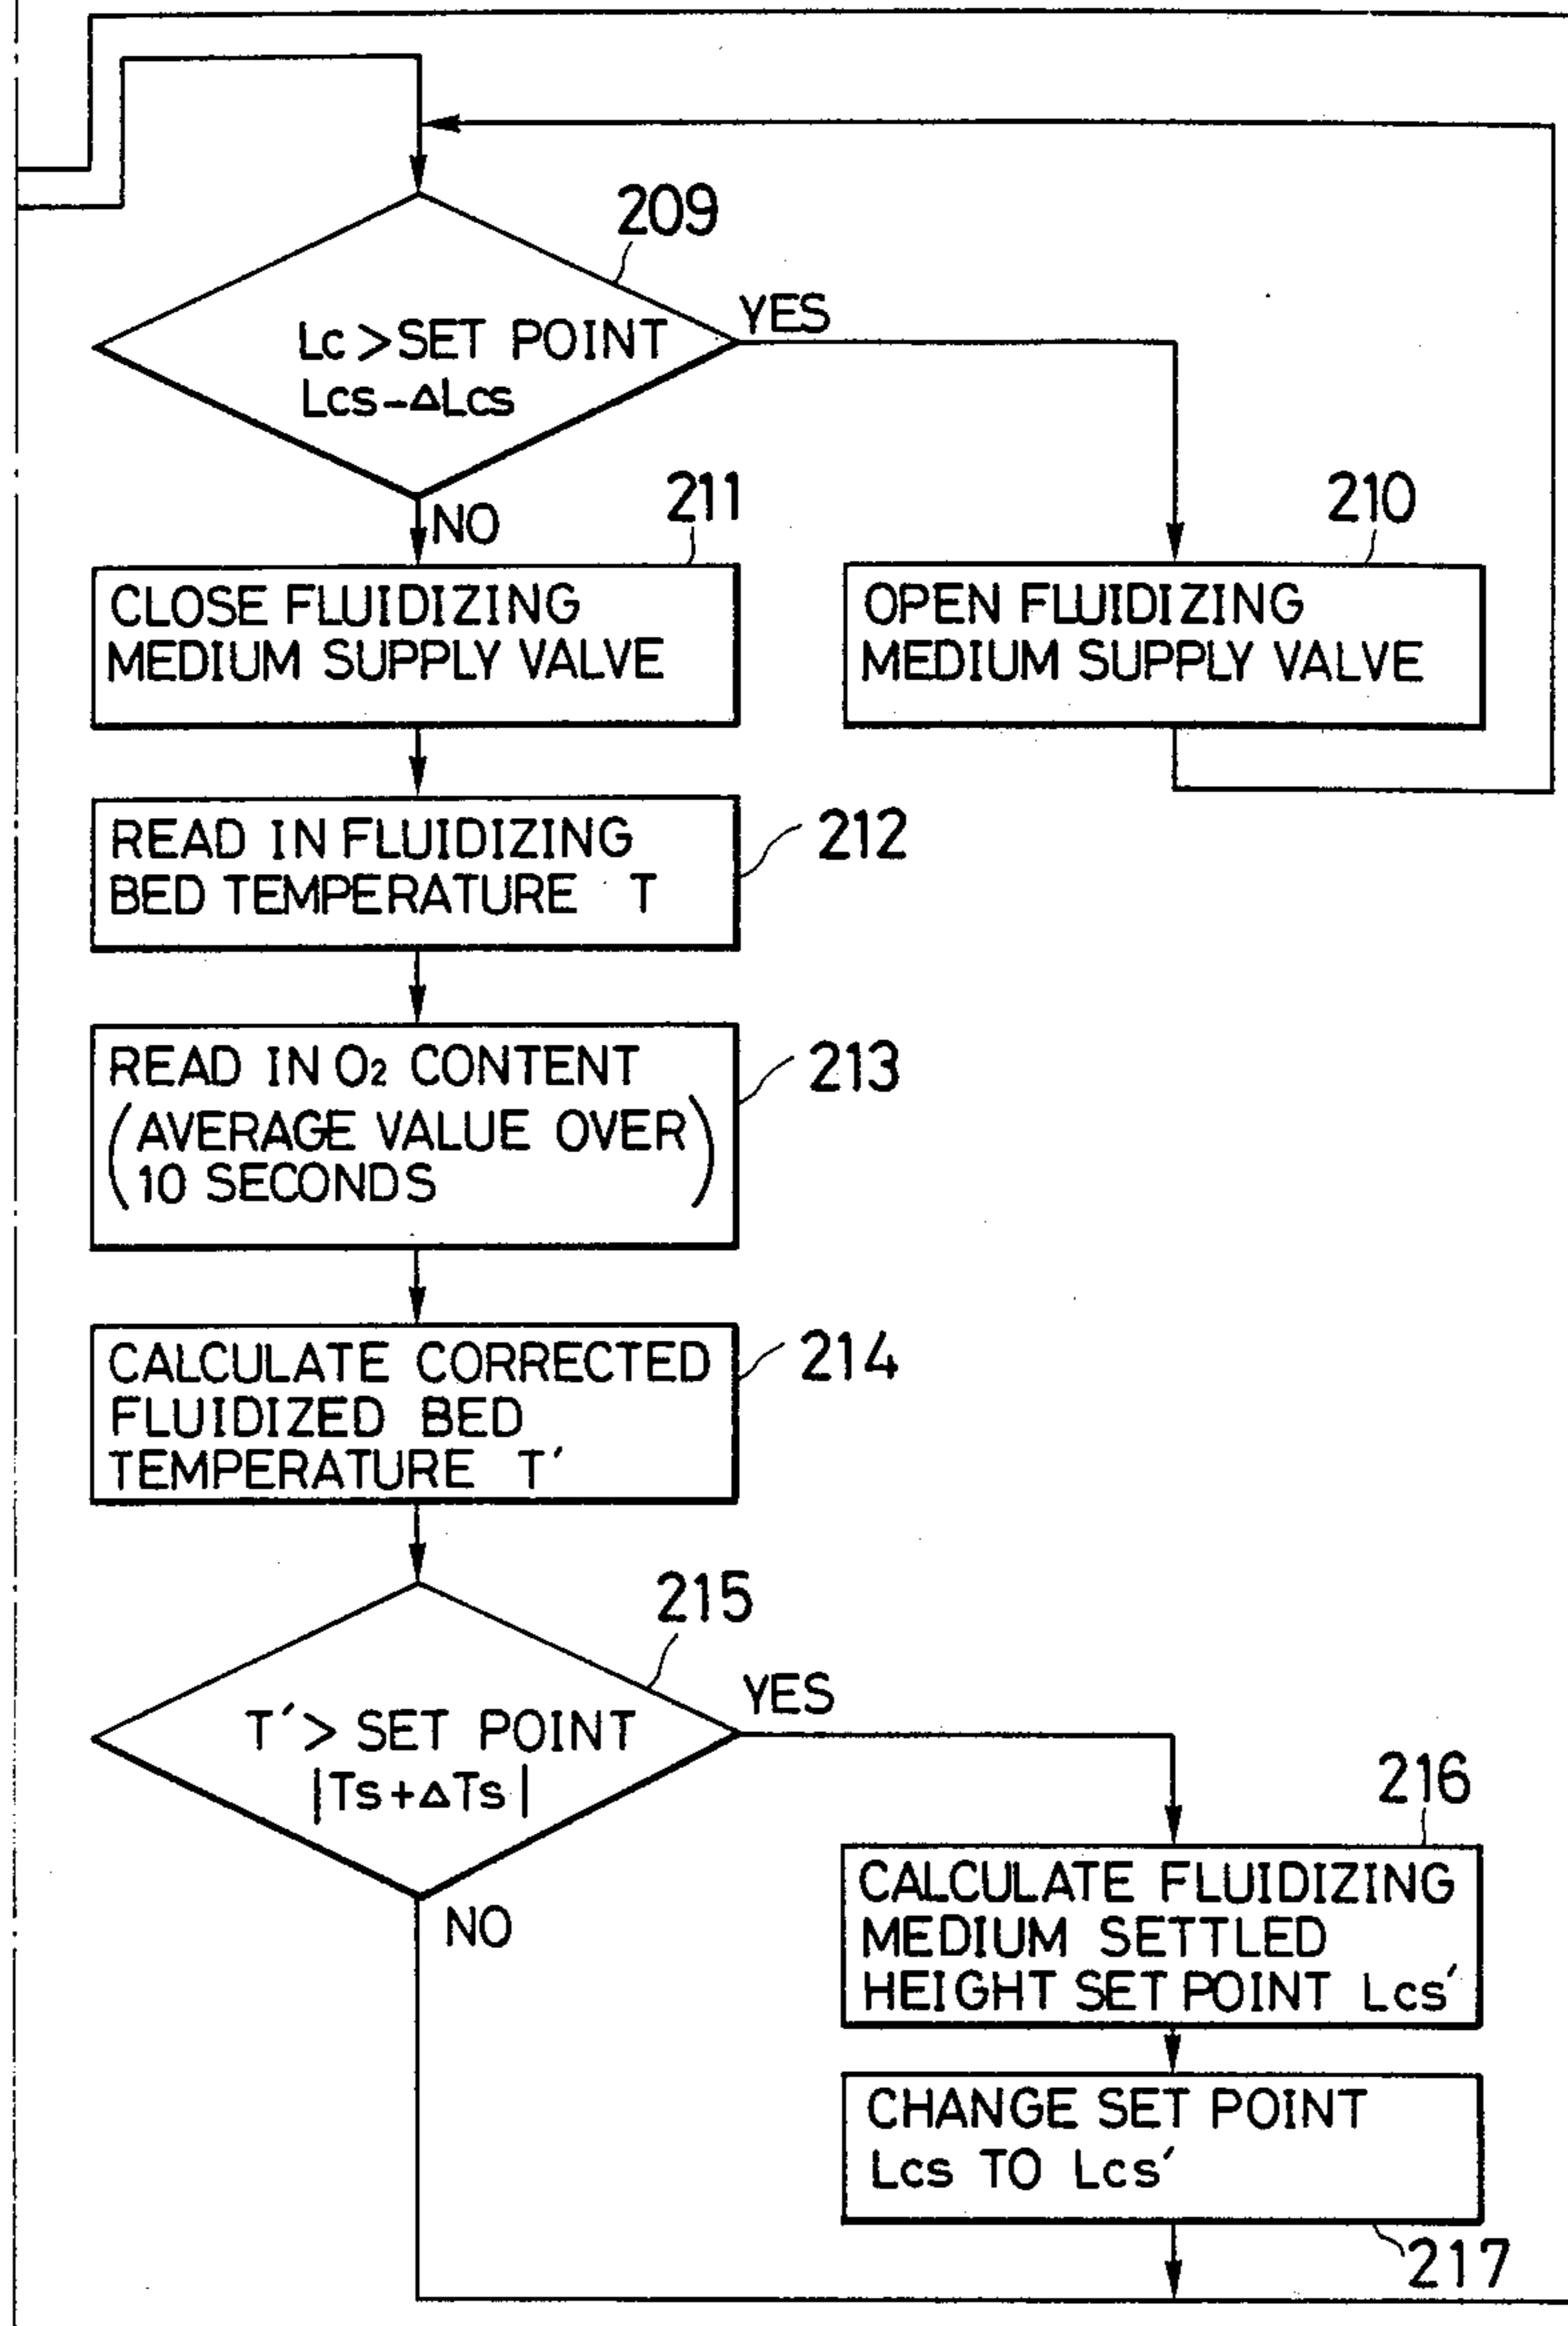 209
YES
Lc>SET POINT
Lcs-ΔLcs
NO
211
210
CLOSE FLUIDIZING
MEDIUM SUPPLY VALVE
OPEN FLUIDIZING
MEDIUM SUPPLY VALVE
READ IN FLUIDIZING
BED TEMPERATURE T
212
READ IN O₂ CONTENT
(AVERAGE VALUE OVER
10 SECONDS)
213
CALCULATE CORRECTED
FLUIDIZED BED
TEMPERATURE T'
214
215
YES
T'> SET POINT
|Ts+ΔTs|
NO
216
CALCULATE FLUIDIZING
MEDIUM SETTLED
HEIGHT SET POINT Lcs'
CHANGE SET POINT
Lcs TO Lcs'
217